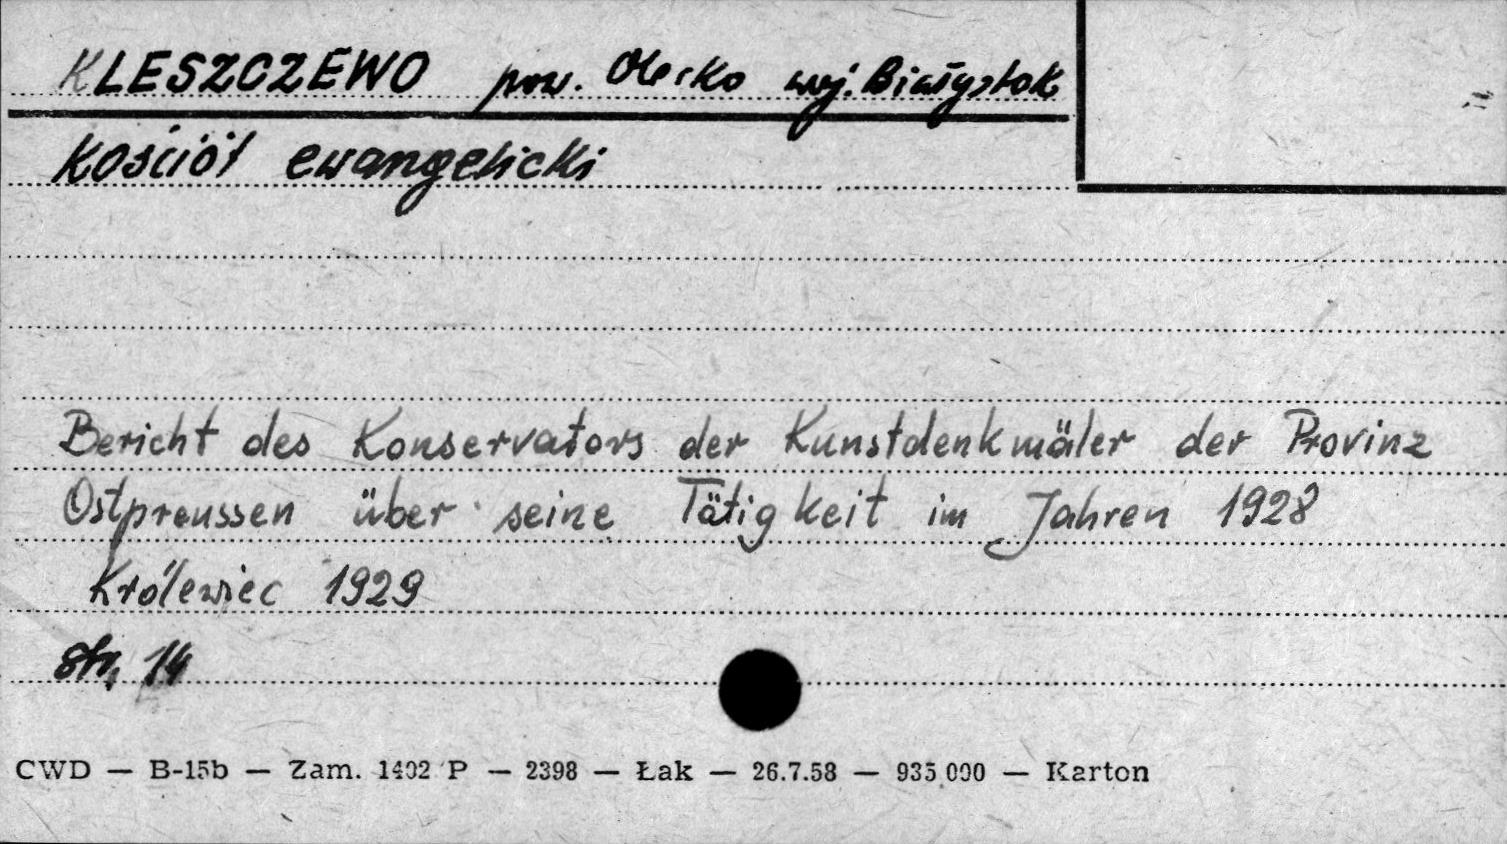 KLESZCZEWO pow. Olecko woj. Białystok
Kościół ewangelicki
Bericht des Konservators der Kunstdenkmäler der Provinz
Ostpreussen über seine Tätigkeit im Jahren 1928
Królewiec 1929
str. 14
CWD — B-15b — Zam. 1402 P — 2398 — Łak — 26.7.58 — 935 000 — Karton